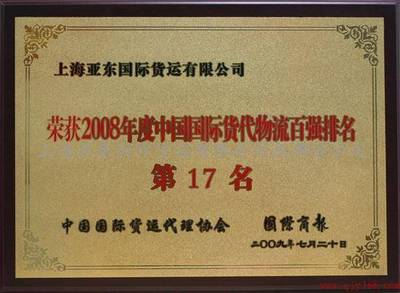 上海亚东国际货运有限公司
荣获2008年度中国国际货代物流百强排名
第 17 名
中国国际货运代理协会 國際商报
二00九年七月二十日